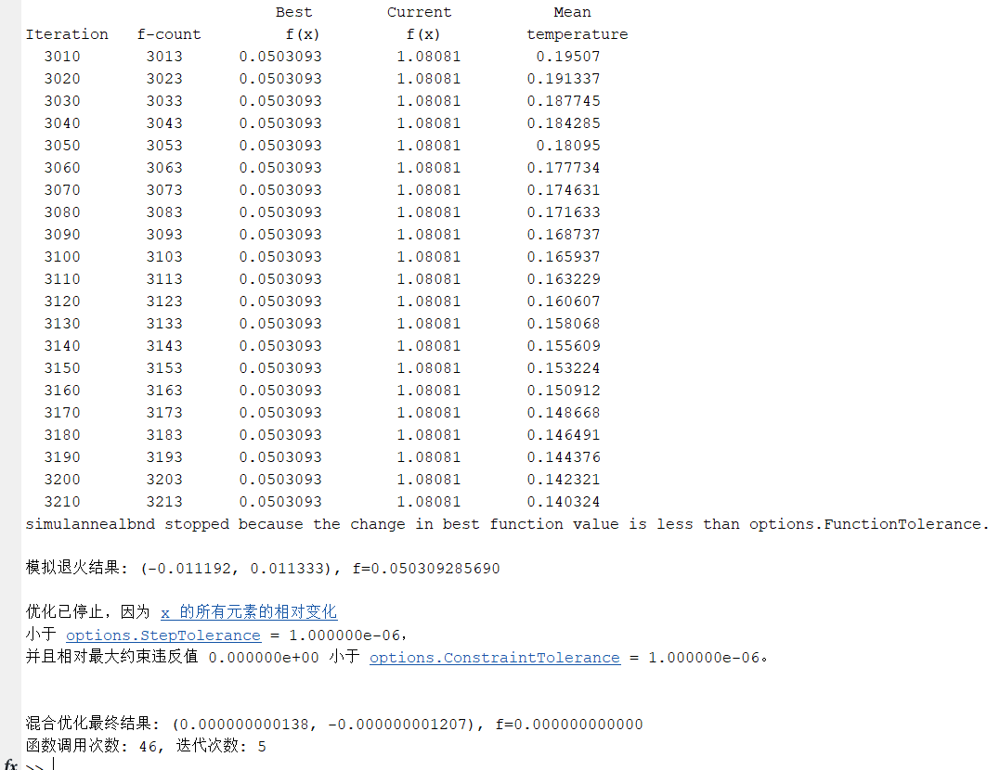 Best Current Mean
Iteration f-count f(x) f(x) temperature
3010 3013 0.0503093 1.08081 0.19507
3020 3023 0.0503093 1.08081 0.191337
3030 3033 0.0503093 1.08081 0.187745
3040 3043 0.0503093 1.08081 0.184285
3050 3053 0.0503093 1.08081 0.18095
3060 3063 0.0503093 1.08081 0.177734
3070 3073 0.0503093 1.08081 0.174631
3080 3083 0.0503093 1.08081 0.171633
3090 3093 0.0503093 1.08081 0.168737
3100 3103 0.0503093 1.08081 0.165937
3110 3113 0.0503093 1.08081 0.163229
3120 3123 0.0503093 1.08081 0.160607
3130 3133 0.0503093 1.08081 0.158068
3140 3143 0.0503093 1.08081 0.155609
3150 3153 0.0503093 1.08081 0.153224
3160 3163 0.0503093 1.08081 0.150912
3170 3173 0.0503093 1.08081 0.148668
3180 3183 0.0503093 1.08081 0.146491
3190 3193 0.0503093 1.08081 0.144376
3200 3203 0.0503093 1.08081 0.142321
3210 3213 0.0503093 1.08081 0.140324
simulannealbnd stopped because the change in best function value is less than options.FunctionTolerance.
模拟退火结果: (-0.011192, 0.011333), f=0.050309285690
优化已停止，因为 x 的所有元素的相对变化
小于 options.StepTolerance = 1.000000e-06，
并且相对最大约束违反值 0.000000e+00 小于 options.ConstraintTolerance = 1.000000e-06。
混合优化最终结果: (0.000000000138, -0.000000001207), f=0.000000000000
函数调用次数: 46, 迭代次数: 5
fx >>